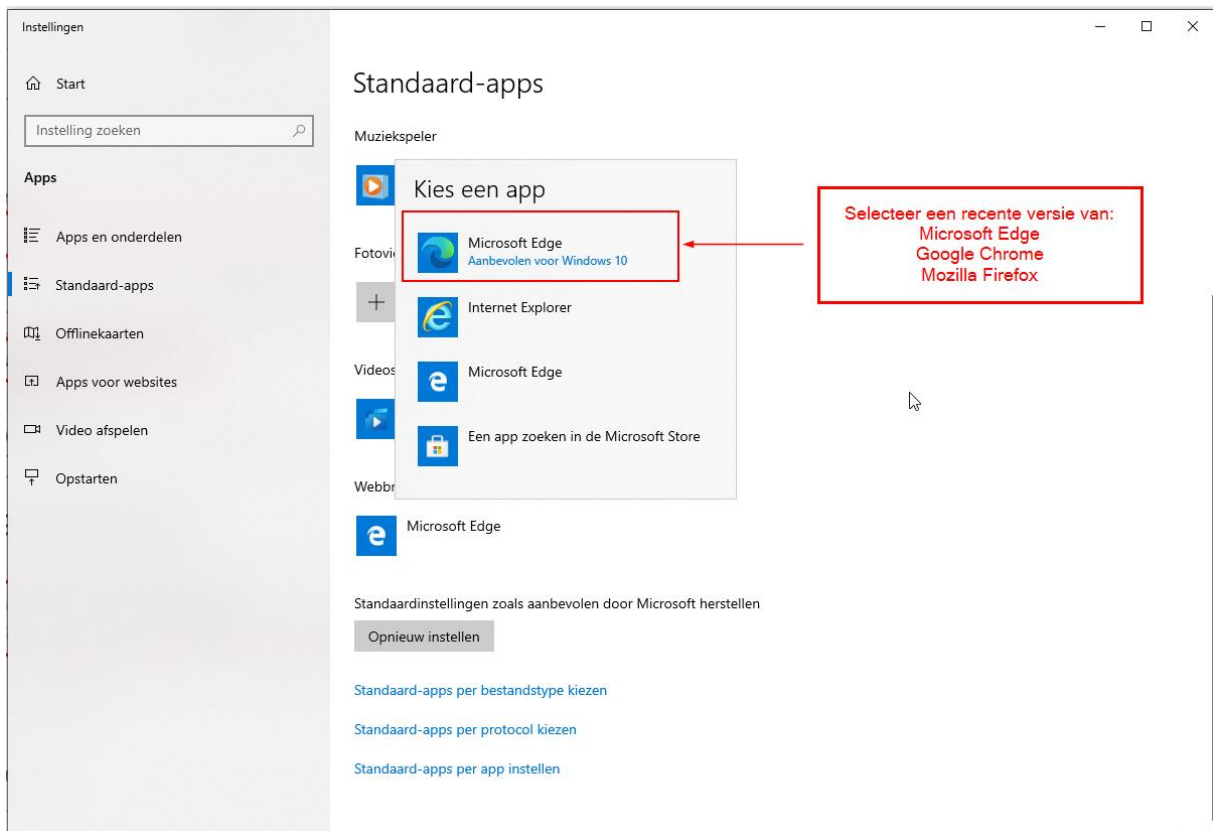 Instellingen
Start
Instelling zoeken
Apps
Apps en onderdelen
Standaard-apps
Offlinekaarten
Apps voor websites
Video afspelen
Opstarten
Standaard-apps
Muziekspeler
Kies een app
Microsoft Edge
Aanbevolen voor Windows 10
Internet Explorer
Microsoft Edge
Een app zoeken in de Microsoft Store
Fotovi
Videos
Webbr
Microsoft Edge
Standaardinstellingen zoals aanbevolen door Microsoft herstellen
Opnieuw instellen
Standaard-apps per bestandstype kiezen
Standaard-apps per protocol kiezen
Standaard-apps per app instellen
Selecteer een recente versie van:
Microsoft Edge
Google Chrome
Mozilla Firefox